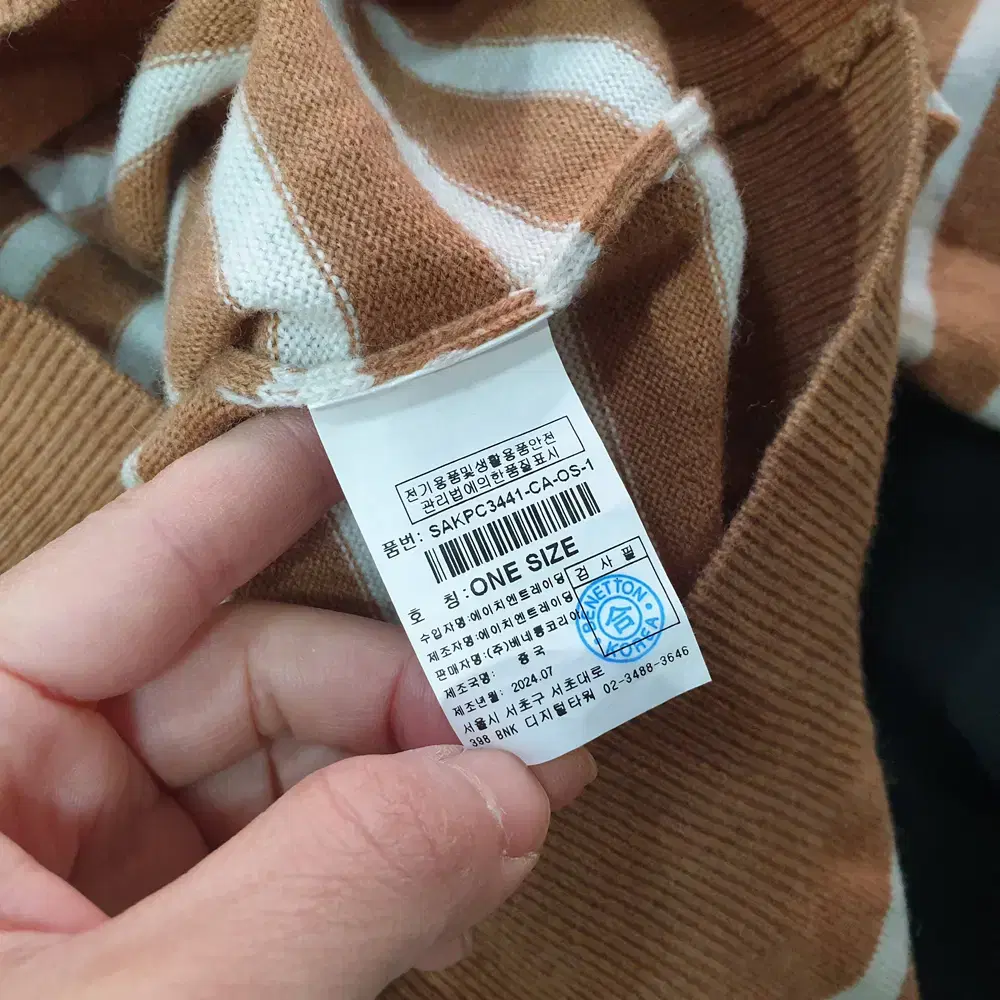 전기용품및생활용품안전
관리법에의한품질표시
품번: SAKPC3441-CA-OS-1
호 칭:ONE SIZE
검 사 필
BENETTON
合
KOREA
수입자명:에이치엔트레이딩
제조자명:에이치엔트레이딩
판매자명:(주)베네통코리아
제조국명: 중국
제조년월: 2024.07
서울시 서초구 서초대로
398 BNK 디지털타워 02-3488-3646